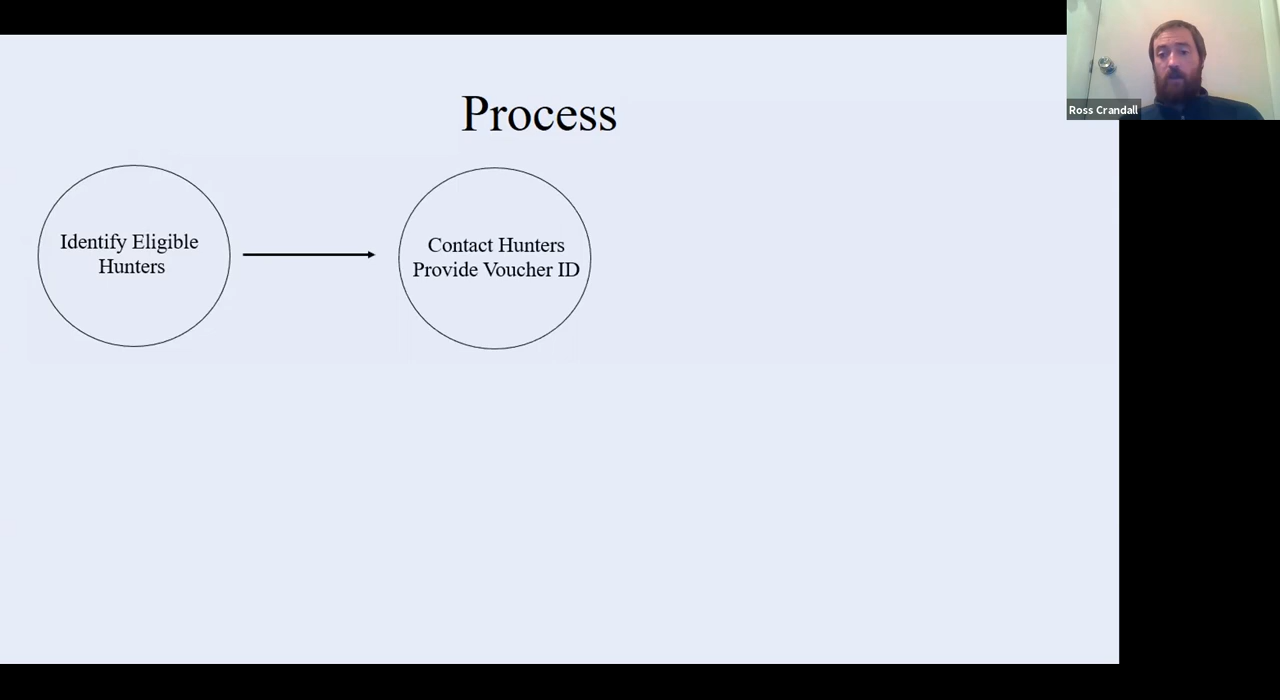 Process
Ross Crandall
Identify Eligible
Hunters
Contact Hunters
Provide Voucher ID